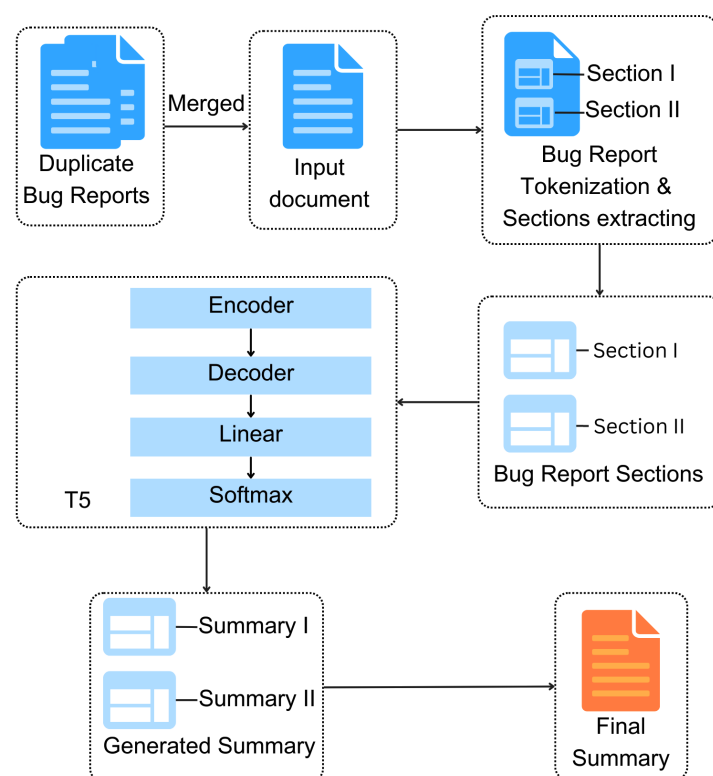 Duplicate
Bug Reports
Merged
Input
document
Section I
Section II
Bug Report
Tokenization &
Sections extracting
Section I
Section II
Bug Report Sections
Encoder
Decoder
Linear
Softmax
T5
Summary I
Summary II
Generated Summary
Final
Summary